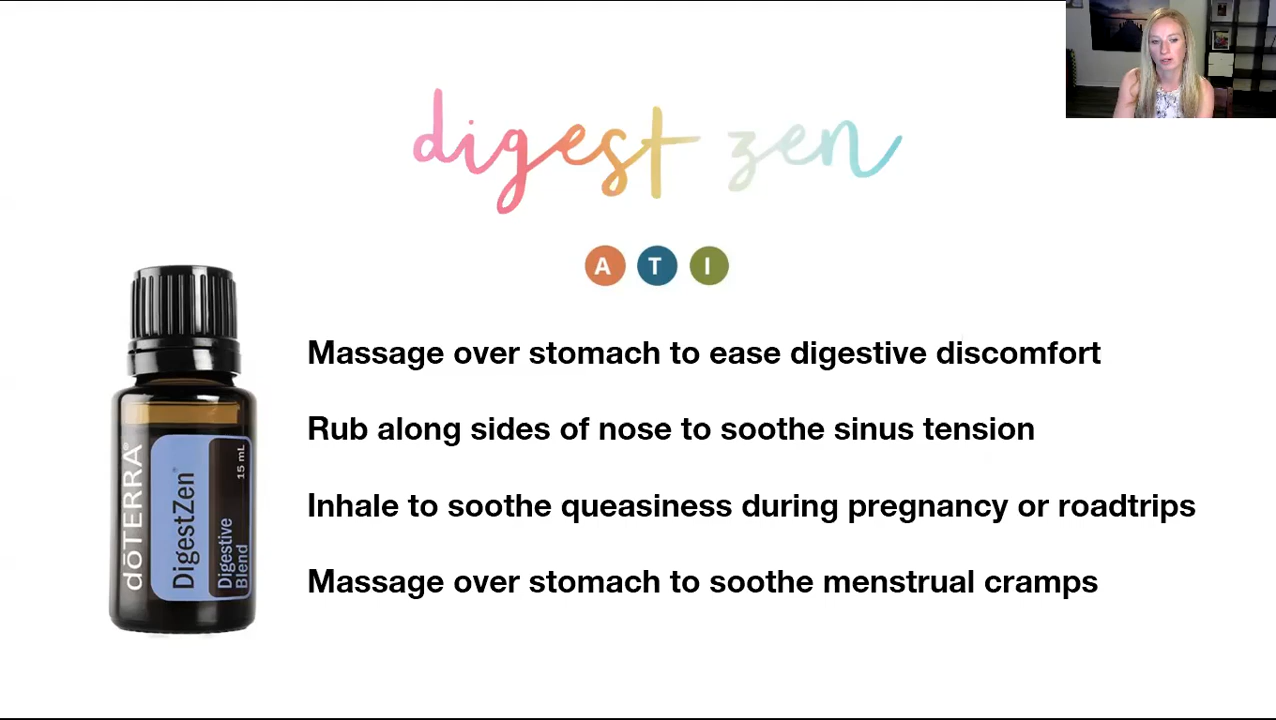 digest zen
A T I
Massage over stomach to ease digestive discomfort
Rub along sides of nose to soothe sinus tension
Inhale to soothe queasiness during pregnancy or roadtrips
Massage over stomach to soothe menstrual cramps
dōTERRA®
DigestZen®
Digestive
Blend
15 mL